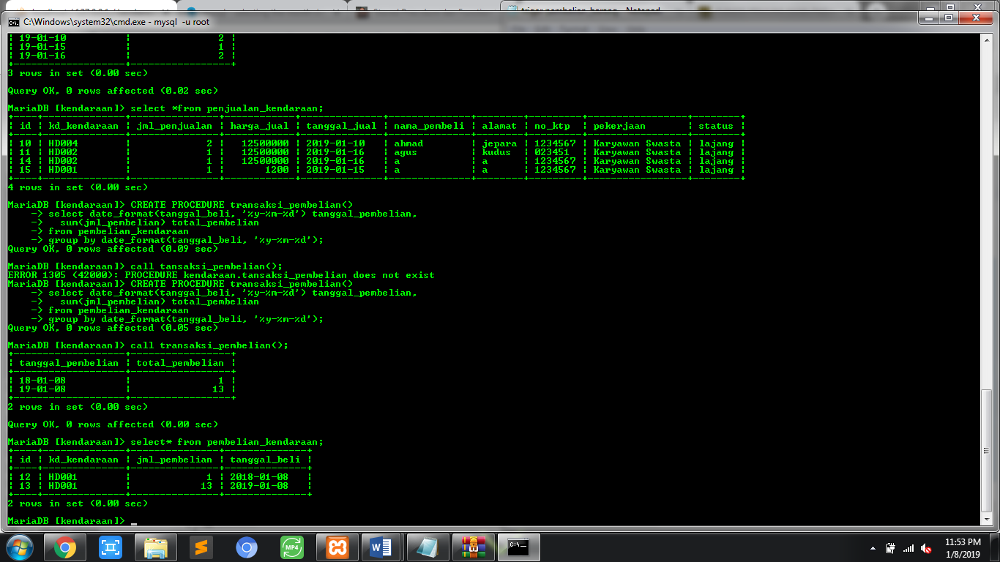 C:\Windows\system32\cmd.exe - mysql -u root
| 19-01-10 | 2 |
| 19-01-15 | 1 |
| 19-01-16 | 2 |
3 rows in set (0.00 sec)
Query OK, 0 rows affected (0.02 sec)
MariaDB [kendaraan]> select *from penjualan_kendaraan;
| id | kd_kendaraan | jml_penjualan | harga_jual | tanggal_jual | nama_pembeli | alamat | no_ktp | pekerjaan | status |
| 10 | HD004 | 2 | 12500000 | 2019-01-10 | ahmad | jepara | 1234567 | Karyawan Swasta | lajang |
| 11 | HD002 | 1 | 12500000 | 2019-01-16 | agus | kudus | 023451 | Karyawan Swasta | lajang |
| 14 | HD002 | 1 | 12500000 | 2019-01-16 | a | a | 1234567 | Karyawan Swasta | lajang |
| 15 | HD001 | 1 | 1200 | 2019-01-15 | a | a | 1234567 | Karyawan Swasta | lajang |
4 rows in set (0.00 sec)
MariaDB [kendaraan]> CREATE PROCEDURE transaksi_pembelian()
-> select date_format(tanggal_beli, '%y-%m-%d') tanggal_pembelian,
-> sum(jml_pembelian) total_pembelian
-> from pembelian_kendaraan
-> group by date_format(tanggal_beli, '%y-%m-%d');
Query OK, 0 rows affected (0.09 sec)
MariaDB [kendaraan]> call tansaksi_pembelian();
ERROR 1305 (42000): PROCEDURE kendaraan.tansaksi_pembelian does not exist
MariaDB [kendaraan]> CREATE PROCEDURE transaksi_pembelian()
-> select date_format(tanggal_beli, '%y-%m-%d') tanggal_pembelian,
-> sum(jml_pembelian) total_pembelian
-> from pembelian_kendaraan
-> group by date_format(tanggal_beli, '%y-%m-%d');
Query OK, 0 rows affected (0.05 sec)
MariaDB [kendaraan]> call transaksi_pembelian();
| tanggal_pembelian | total_pembelian |
| 18-01-08 | 1 |
| 19-01-08 | 13 |
2 rows in set (0.00 sec)
Query OK, 0 rows affected (0.00 sec)
MariaDB [kendaraan]> select* from pembelian_kendaraan;
| id | kd_kendaraan | jml_pembelian | tanggal_beli |
| 12 | HD001 | 1 | 2018-01-08 |
| 13 | HD001 | 13 | 2019-01-08 |
2 rows in set (0.00 sec)
MariaDB [kendaraan]> _
MP4
W
C:\_
11:53 PM
1/8/2019